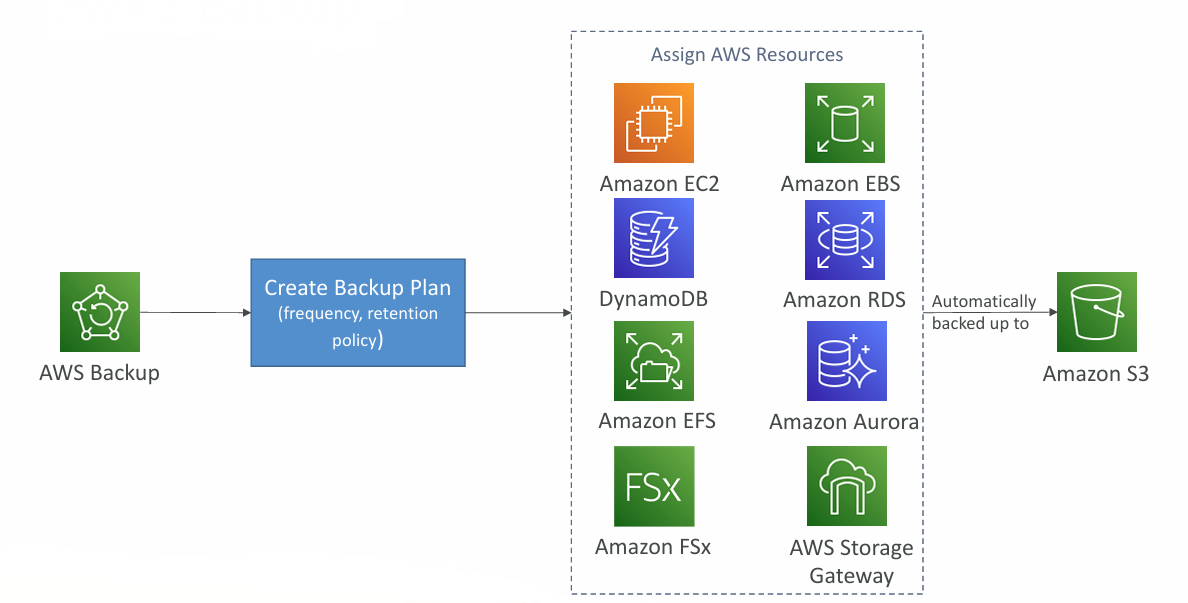 Assign AWS Resources
Amazon EC2
Amazon EBS
DynamoDB
Amazon RDS
Create Backup Plan
(frequency, retention
policy)
Automatically
backed up to
AWS Backup
Amazon S3
Amazon EFS
Amazon Aurora
FSx
Amazon FSx
AWS Storage
Gateway